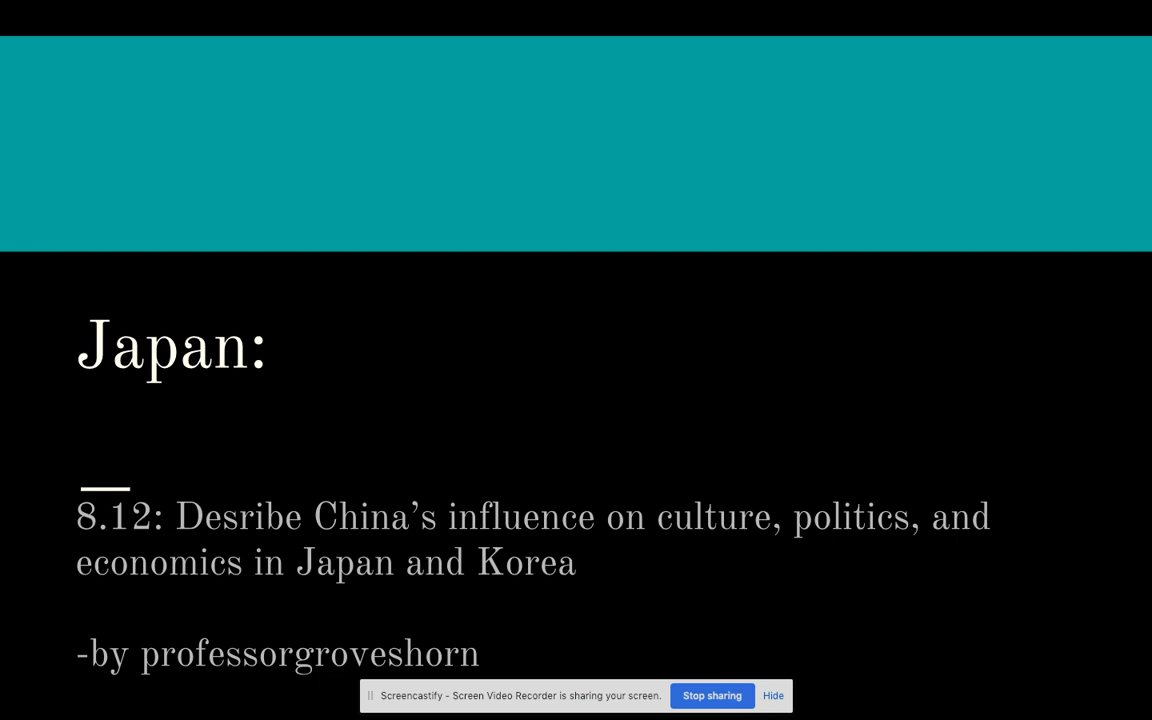 Japan:
8.12: Desribe China’s influence on culture, politics, and
economics in Japan and Korea
-by professorgroveshorn
Screencastify - Screen Video Recorder is sharing your screen. Stop sharing Hide